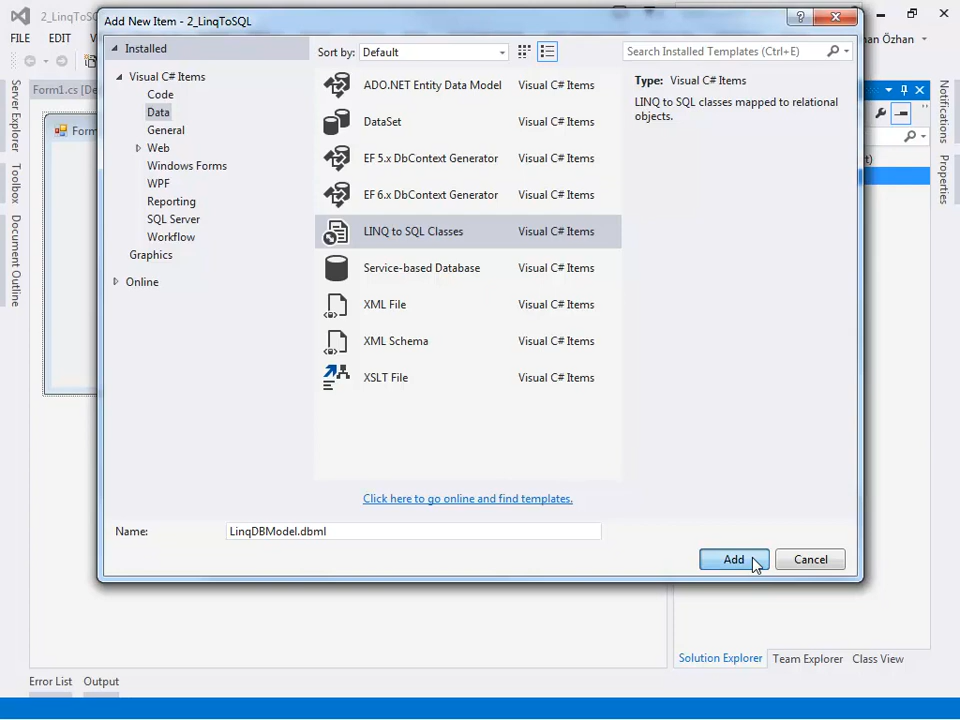 2_LinqToSQ
Add New Item - 2_LinqToSQL
FILE
EDIT
V
an Özhan
Form1.cs [De
Form
Server Explorer
Toolbox
Document Outline
Installed
Visual C# Items
Code
Data
General
Web
Windows Forms
WPF
Reporting
SQL Server
Workflow
Graphics
Online
Sort by:
Default
Search Installed Templates (Ctrl+E)
ADO.NET Entity Data Model Visual C# Items
DataSet Visual C# Items
EF 5.x DbContext Generator Visual C# Items
EF 6.x DbContext Generator Visual C# Items
LINQ to SQL Classes Visual C# Items
Service-based Database Visual C# Items
XML File Visual C# Items
XML Schema Visual C# Items
XSLT File Visual C# Items
Type: Visual C# Items
LINQ to SQL classes mapped to relational
objects.
Click here to go online and find templates.
Name: LinqDBModel.dbml
Add
Cancel
Notifications
Properties
Solution Explorer
Team Explorer
Class View
Error List
Output